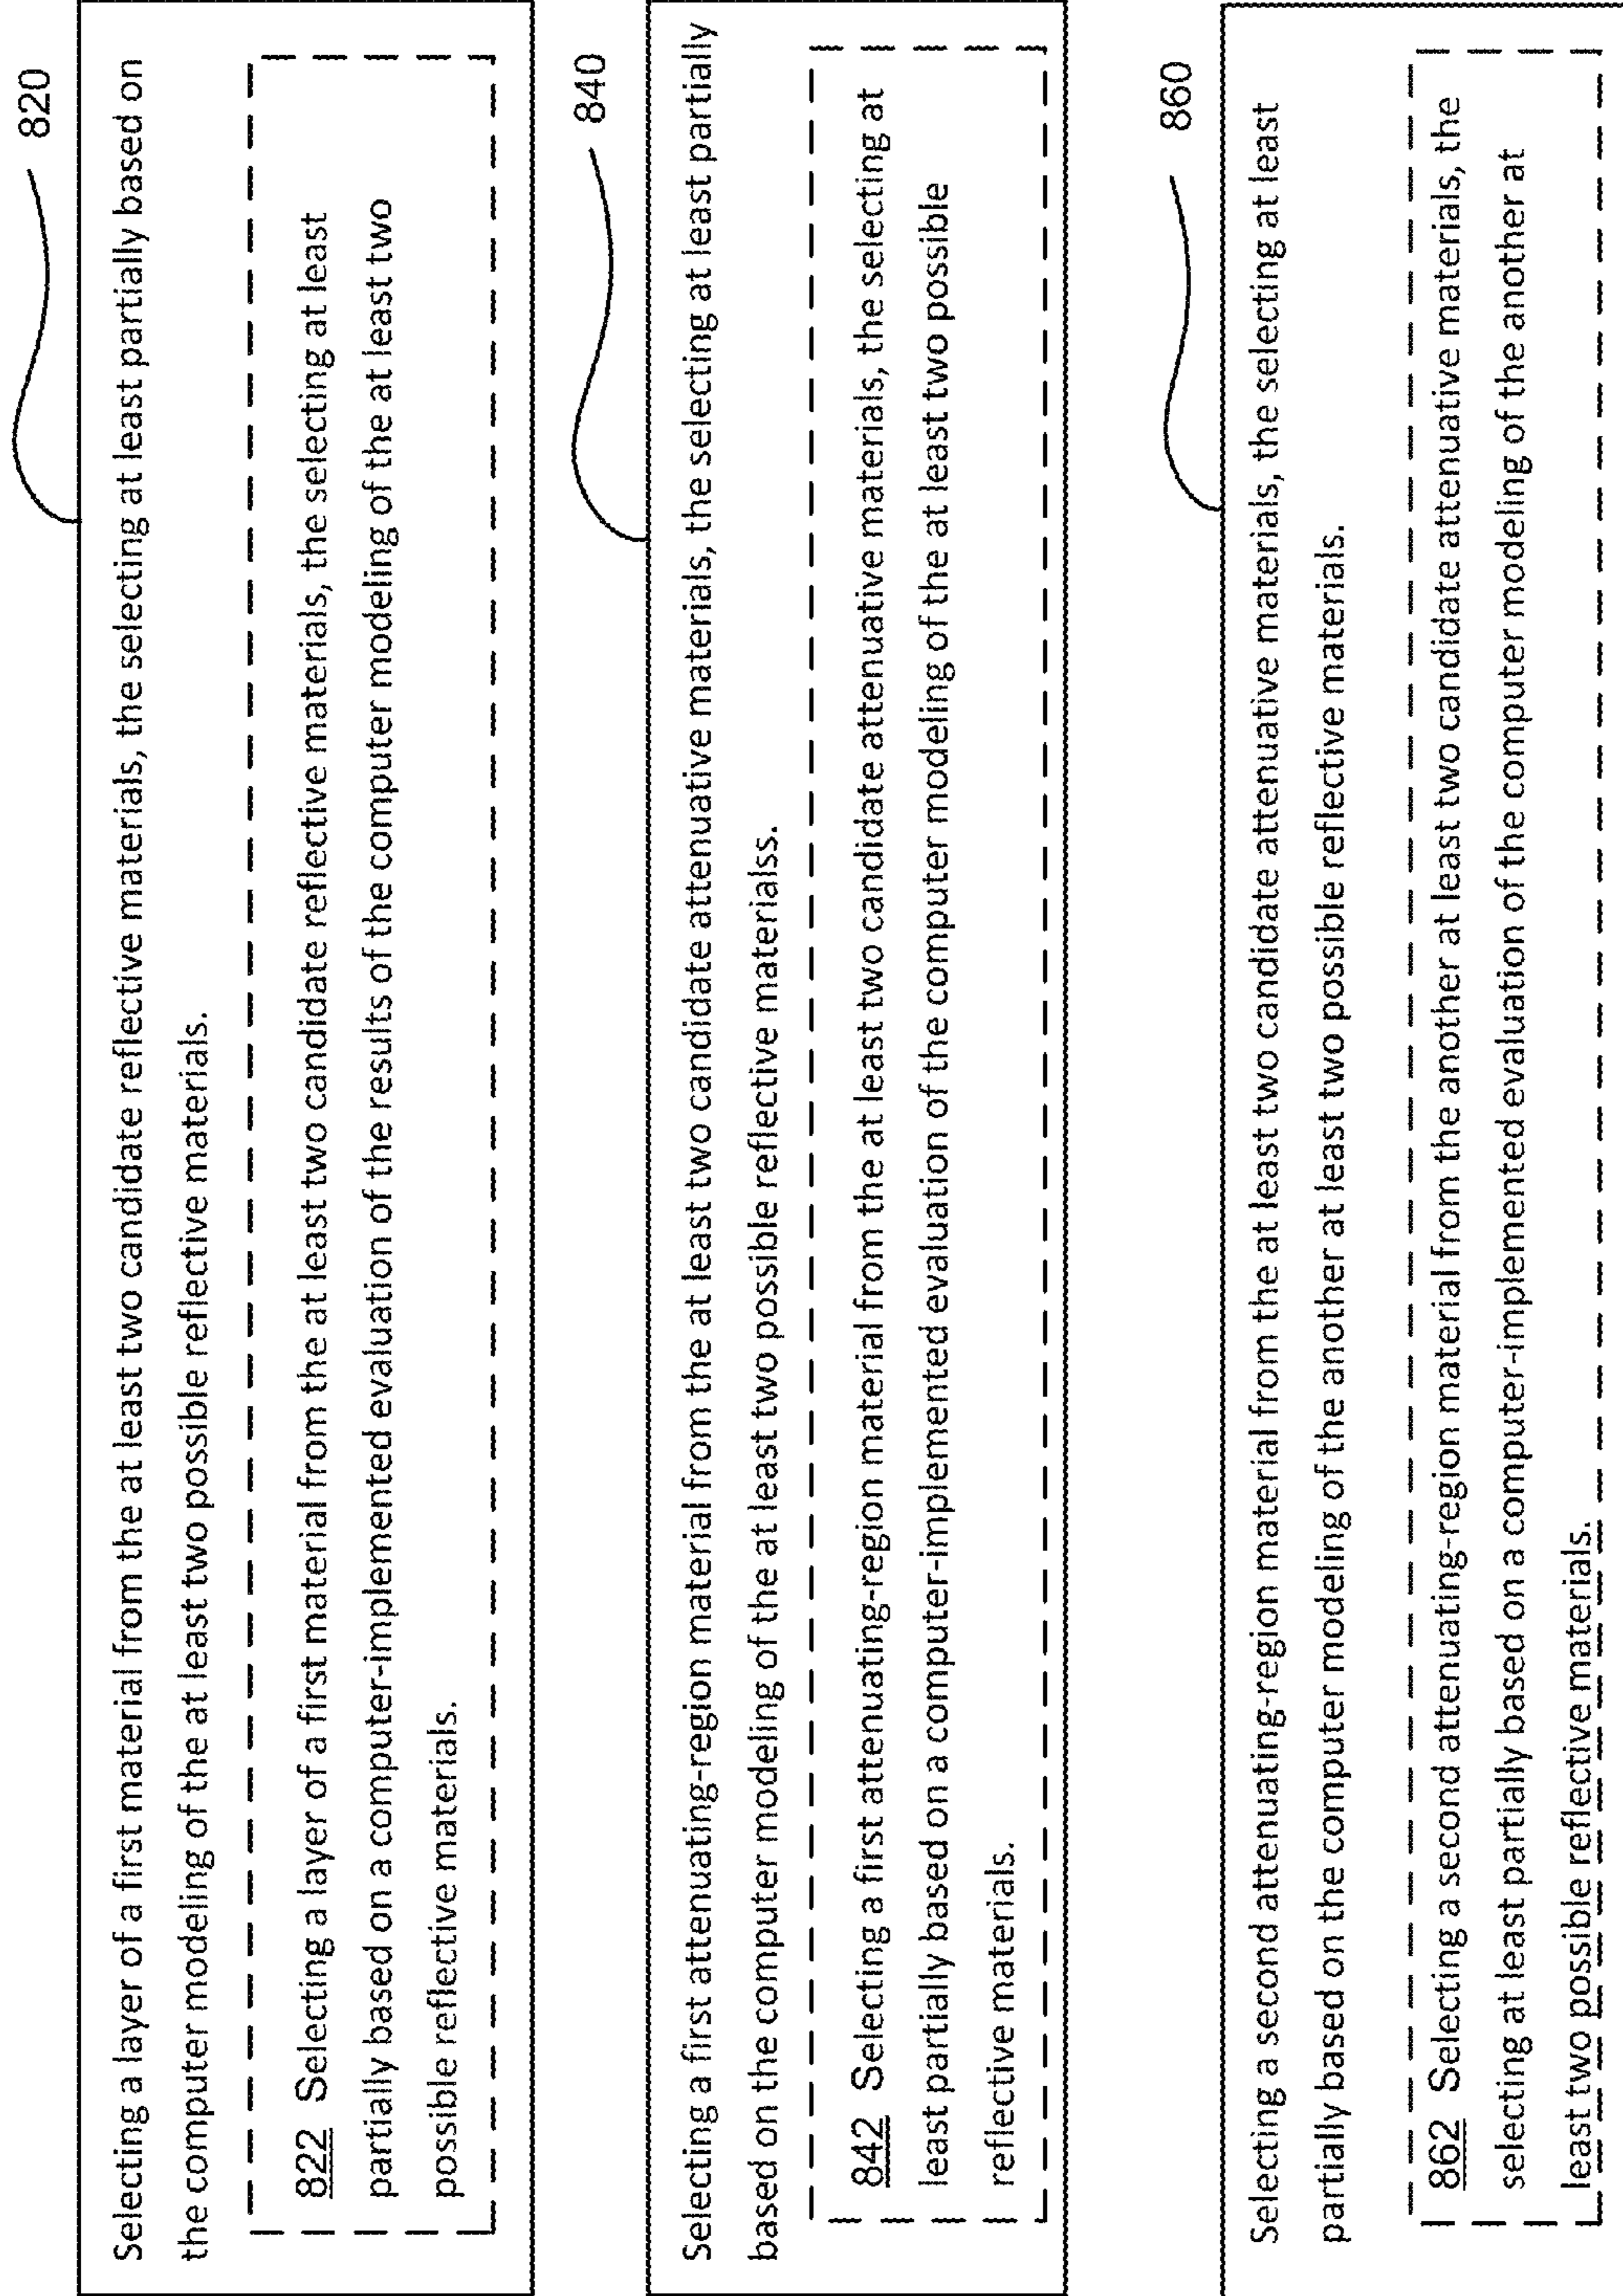 820
Selecting a layer of a first material from the at least two candidate reflective materials, the selecting at least partially based on
the computer modeling of the at least two possible reflective materials.
822 Selecting a layer of a first material from the at least two candidate reflective materials, the selecting at least
partially based on a computer-implemented evaluation of the results of the computer modeling of the at least two
possible reflective materials.
840
Selecting a first attenuating-region material from the at least two candidate attenuative materials, the selecting at least partially
based on the computer modeling of the at least two possible reflective materialss.
842 Selecting a first attenuating-region material from the at least two candidate attenuative materials, the selecting at
least partially based on a computer-implemented evaluation of the computer modeling of the at least two possible
reflective materials.
860
Selecting a second attenuating-region material from the at least two candidate attenuative materials, the selecting at least
partially based on the computer modeling of the another at least two possible reflective materials.
862 Selecting a second attenuating-region material from the another at least two candidate attenuative materials, the
selecting at least partially based on a computer-implemented evaluation of the computer modeling of the another at
least two possible reflective materials.